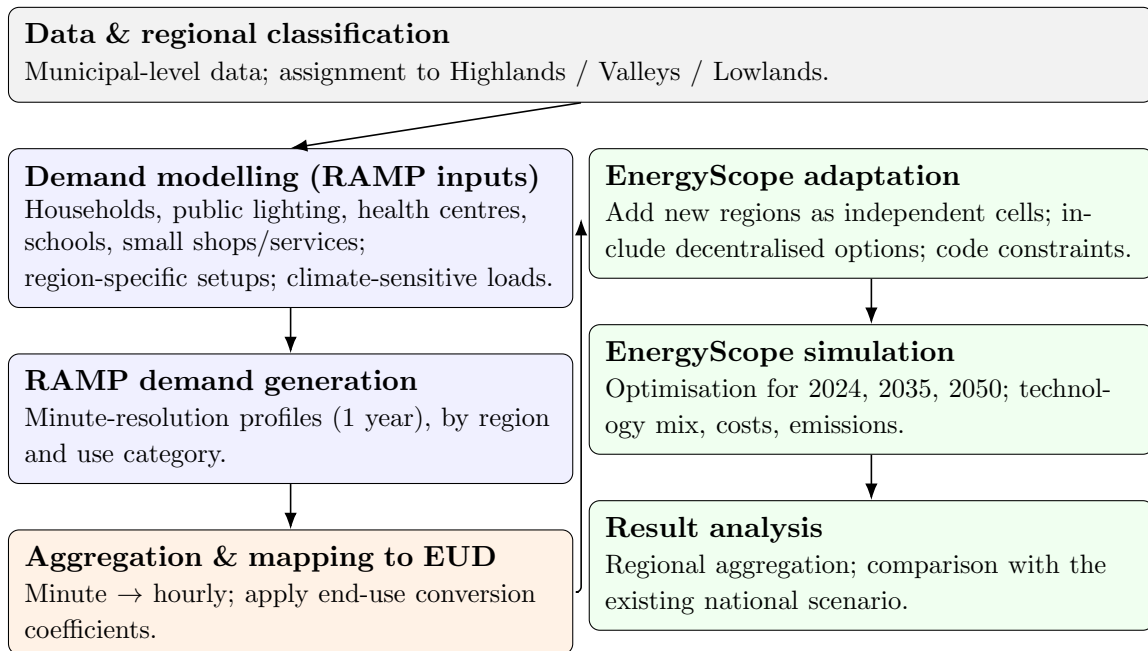 Data & regional classification
Municipal-level data; assignment to Highlands / Valleys / Lowlands.
Demand modelling (RAMP inputs)
Households, public lighting, health centres,
schools, small shops/services;
region-specific setups; climate-sensitive loads.
RAMP demand generation
Minute-resolution profiles (1 year), by region
and use category.
Aggregation & mapping to EUD
Minute → hourly; apply end-use conversion
coefficients.
EnergyScope adaptation
Add new regions as independent cells; in-
clude decentralised options; code constraints.
EnergyScope simulation
Optimisation for 2024, 2035, 2050; technol-
ogy mix, costs, emissions.
Result analysis
Regional aggregation; comparison with the
existing national scenario.